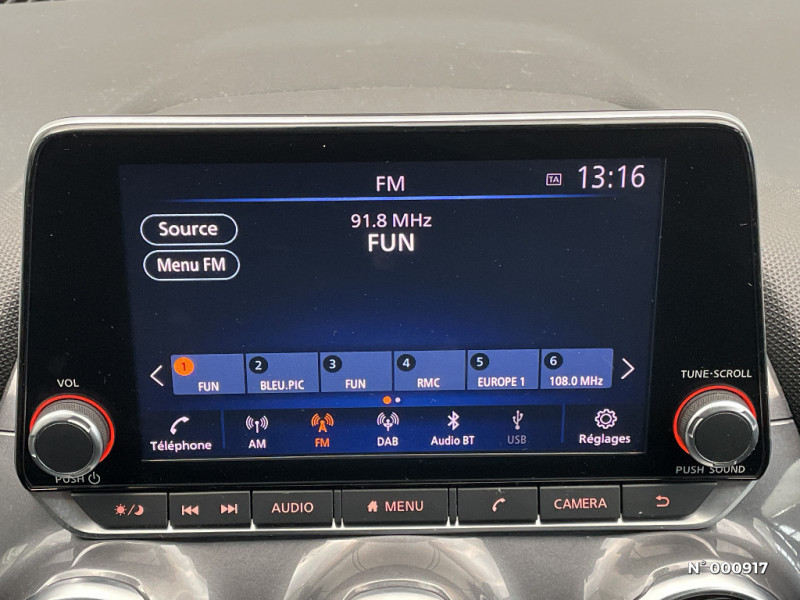 FM
TA
13:16
Source
91.8 MHz
FUN
Menu FM
1 FUN
2 BLEU.PIC
3 FUN
4 RMC
5 EUROPE 1
6 108.0 MHz
VOL
TUNE·SCROLL
Téléphone
AM
FM
DAB
Audio BT
USB
Réglages
PUSH
PUSH SOUND
AUDIO
MENU
CAMERA
N° 000917